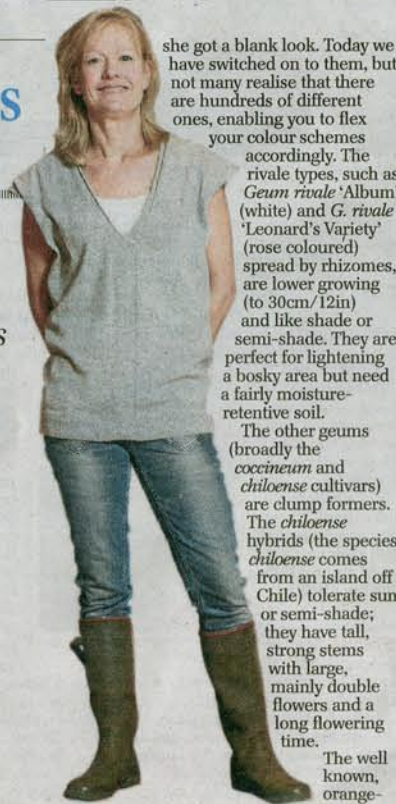 s
s
she got a blank look. Today we
have switched on to them, but
not many realise that there
are hundreds of different
ones, enabling you to flex
your colour schemes
accordingly. The
rivale types, such as
Geum rivale ‘Album’
(white) and G. rivale
‘Leonard’s Variety’
(rose coloured)
spread by rhizomes,
are lower growing
(to 30cm/12in)
and like shade or
semi-shade. They are
perfect for lightening
a bosky area but need
a fairly moisture-
retentive soil.
The other geums
(broadly the
coccineum and
chiloense cultivars)
are clump formers.
The chiloense
hybrids (the species
chiloense comes
from an island off
Chile) tolerate sun
or semi-shade;
they have tall,
strong stems
with large,
mainly double
flowers and a
long flowering
time.
The well
known,
orange-